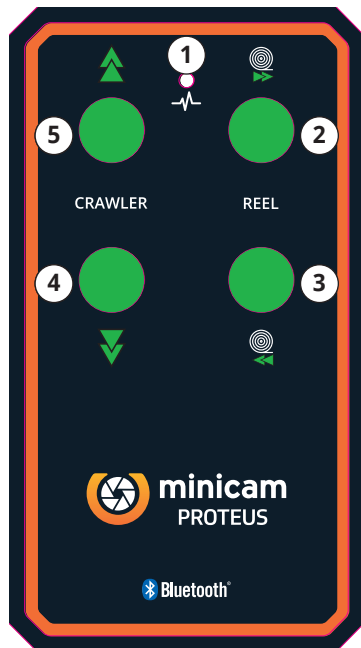 1
5
2
CRAWLER
REEL
4
3
minicam
PROTEUS
Bluetooth®